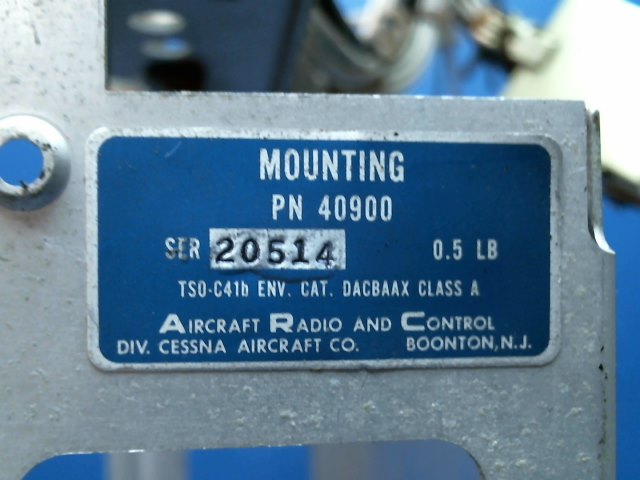 MOUNTING
PN 40900
SER 20514 0.5 LB
TSO-C41b ENV. CAT. DACBAAX CLASS A
AIRCRAFT RADIO AND CONTROL
DIV. CESSNA AIRCRAFT CO. BOONTON, N.J.